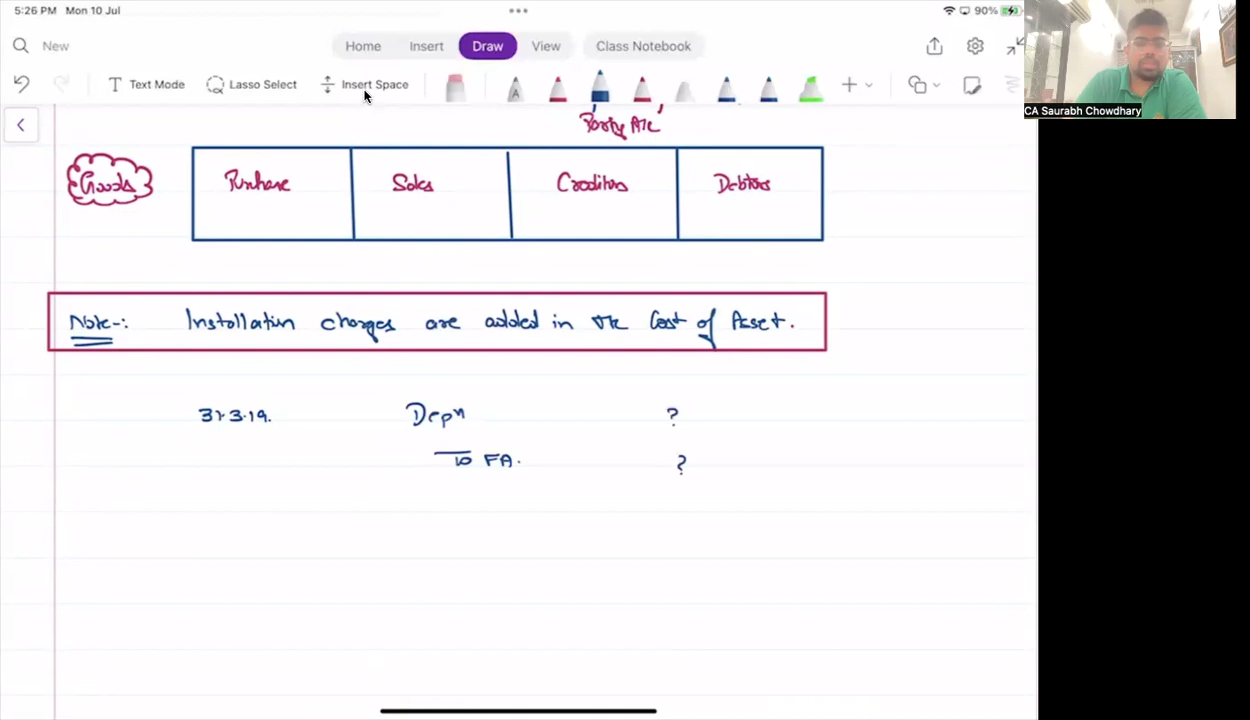 5:26 PM Mon 10 Jul
90%
New
Home Insert Draw View Class Notebook
Text Mode Lasso Select Insert Space
A
CA Saurabh Chowdhary
Party A/c
Goods Purchase Sales Creditors Debtors
Note-: Installation charges are added in the Cost of Asset.
31.3.19. Depn ?
To FA. ?